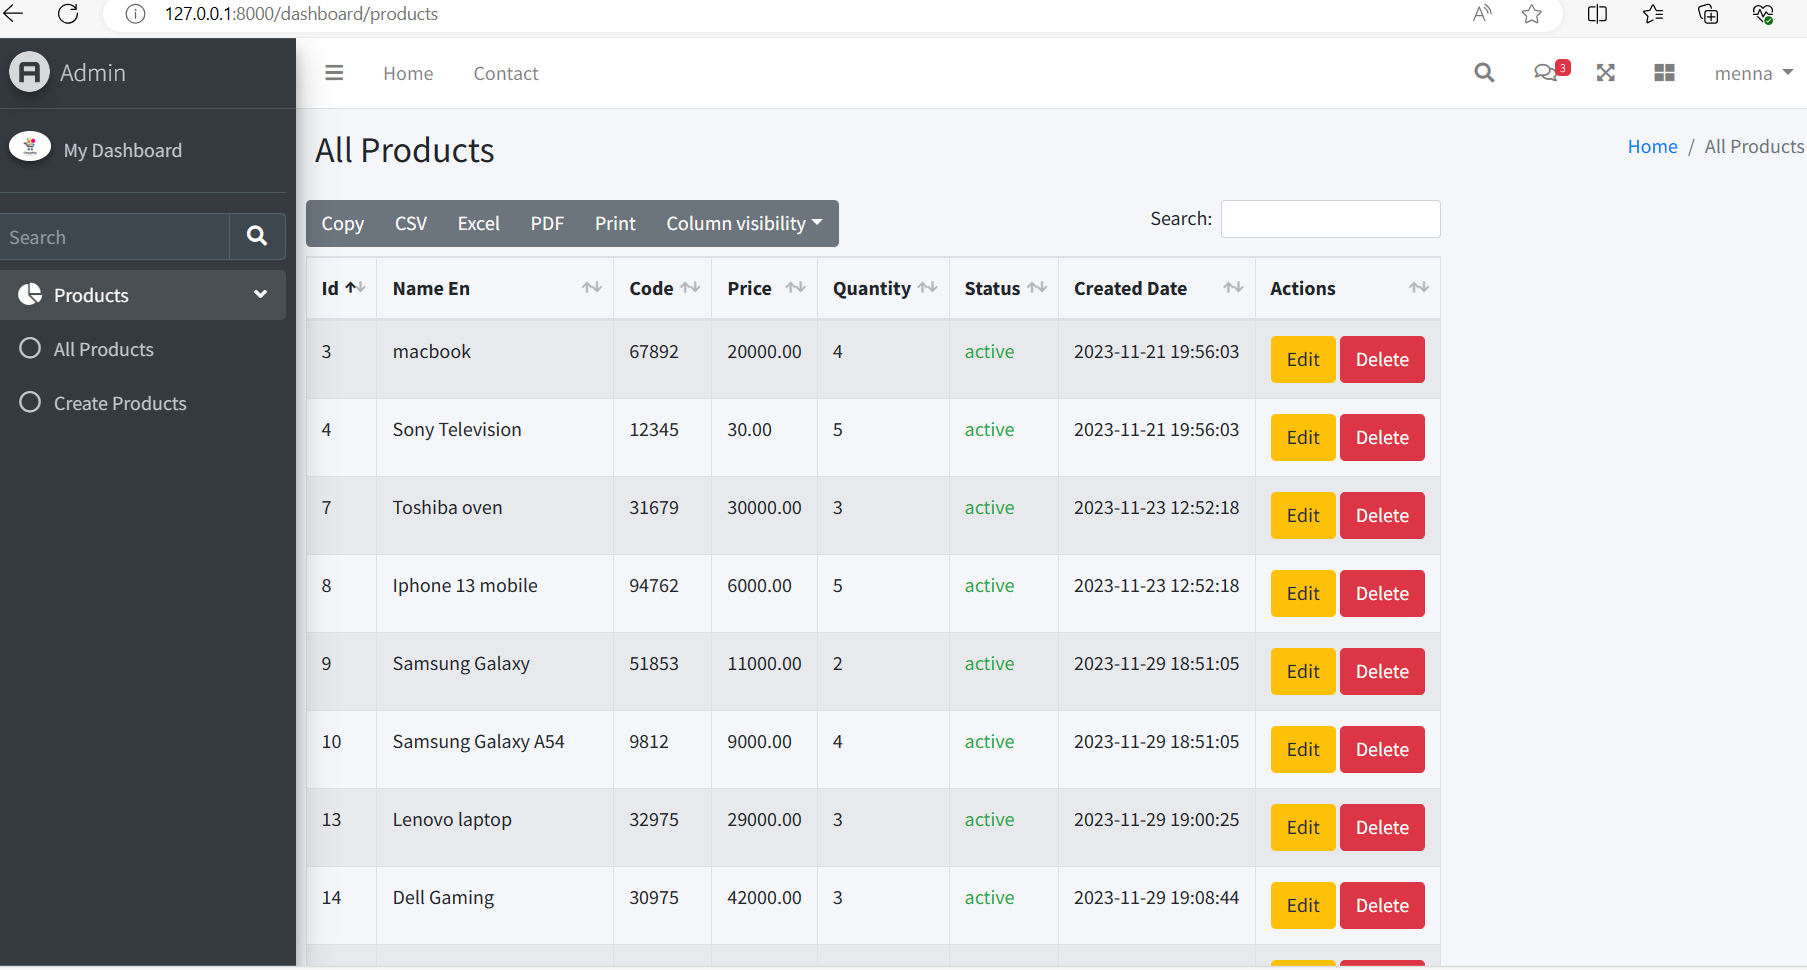 127.0.0.1:8000/dashboard/products
Admin
Home Contact 3 menna
My Dashboard
All Products
Home / All Products
Search
Copy CSV Excel PDF Print Column visibility
Search:
Products
All Products
Create Products
Id Name En Code Price Quantity Status Created Date Actions
3 macbook 67892 20000.00 4 active 2023-11-21 19:56:03 Edit Delete
4 Sony Television 12345 30.00 5 active 2023-11-21 19:56:03 Edit Delete
7 Toshiba oven 31679 30000.00 3 active 2023-11-23 12:52:18 Edit Delete
8 Iphone 13 mobile 94762 6000.00 5 active 2023-11-23 12:52:18 Edit Delete
9 Samsung Galaxy 51853 11000.00 2 active 2023-11-29 18:51:05 Edit Delete
10 Samsung Galaxy A54 9812 9000.00 4 active 2023-11-29 18:51:05 Edit Delete
13 Lenovo laptop 32975 29000.00 3 active 2023-11-29 19:00:25 Edit Delete
14 Dell Gaming 30975 42000.00 3 active 2023-11-29 19:08:44 Edit Delete